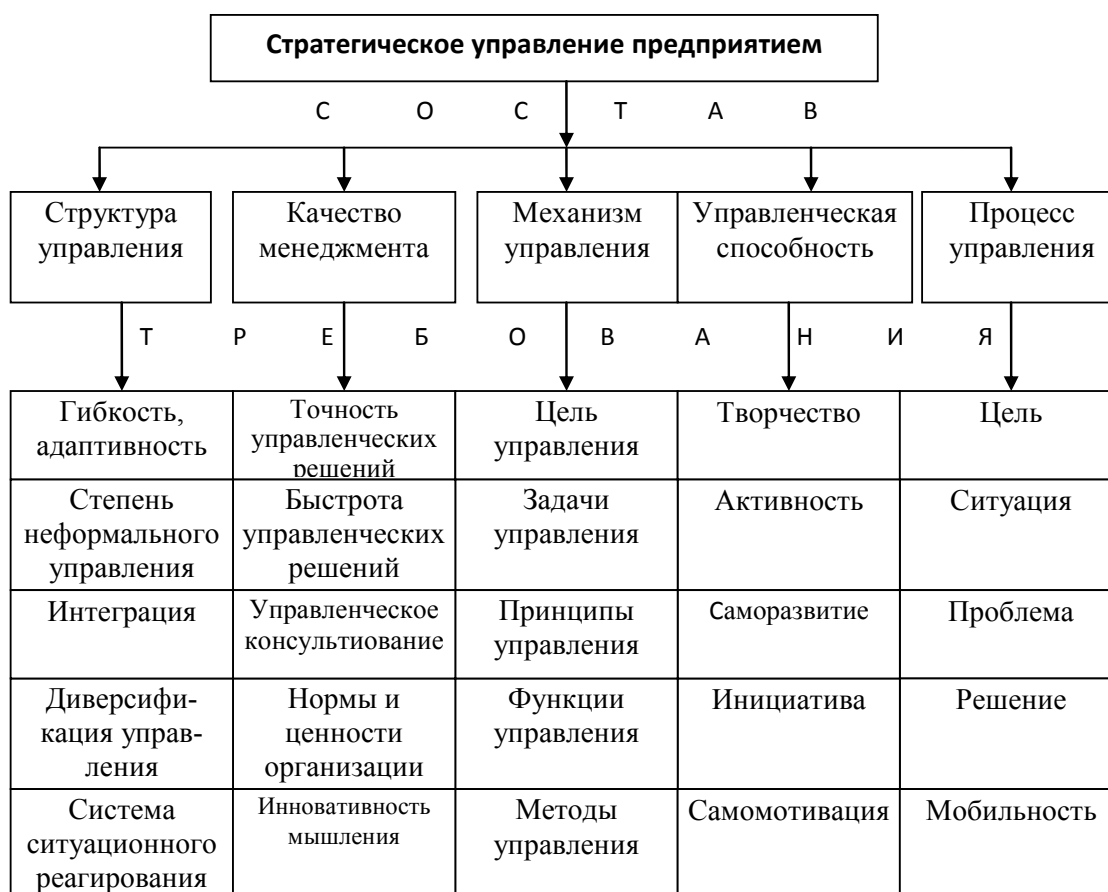 Стратегическое управление предприятием
С О С Т А В
Структура
управления
Качество
менеджмента
Механизм
управления
Управленческая
способность
Процесс
управления
Т Р Е Б О В А Н И Я
Гибкость,
адаптивность
Точность
управленческих
решений
Цель
управления
Творчество
Цель
Степень
неформального
управления
Быстрота
управленческих
решений
Задачи
управления
Активность
Ситуация
Интеграция
Управленческое
консультиование
Принципы
управления
Саморазвитие
Проблема
Диверсифи-
кация управ-
ления
Нормы и
ценности
организации
Функции
управления
Инициатива
Решение
Система
ситуационного
реагирования
Инновативность
мышления
Методы
управления
Самомотивация
Мобильность